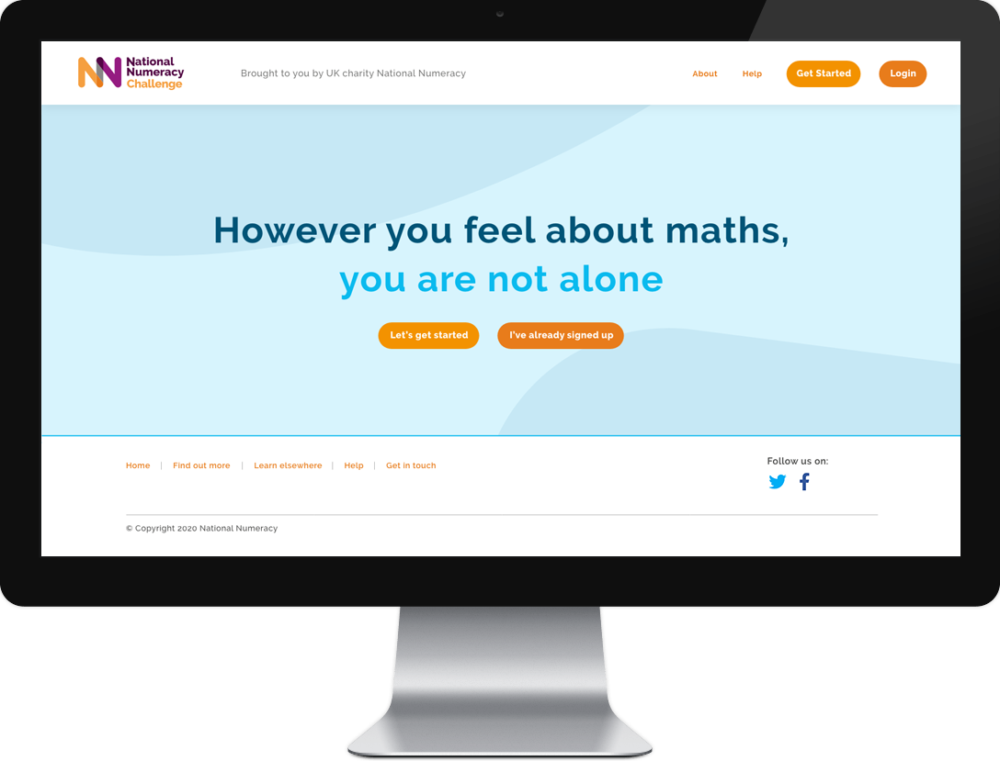 National
Numeracy
Challenge
Brought to you by UK charity National Numeracy
About
Help
Get Started
Login
However you feel about maths,
you are not alone
Let's get started
I've already signed up
Home
Find out more
Learn elsewhere
Help
Get in touch
Follow us on:
© Copyright 2020 National Numeracy